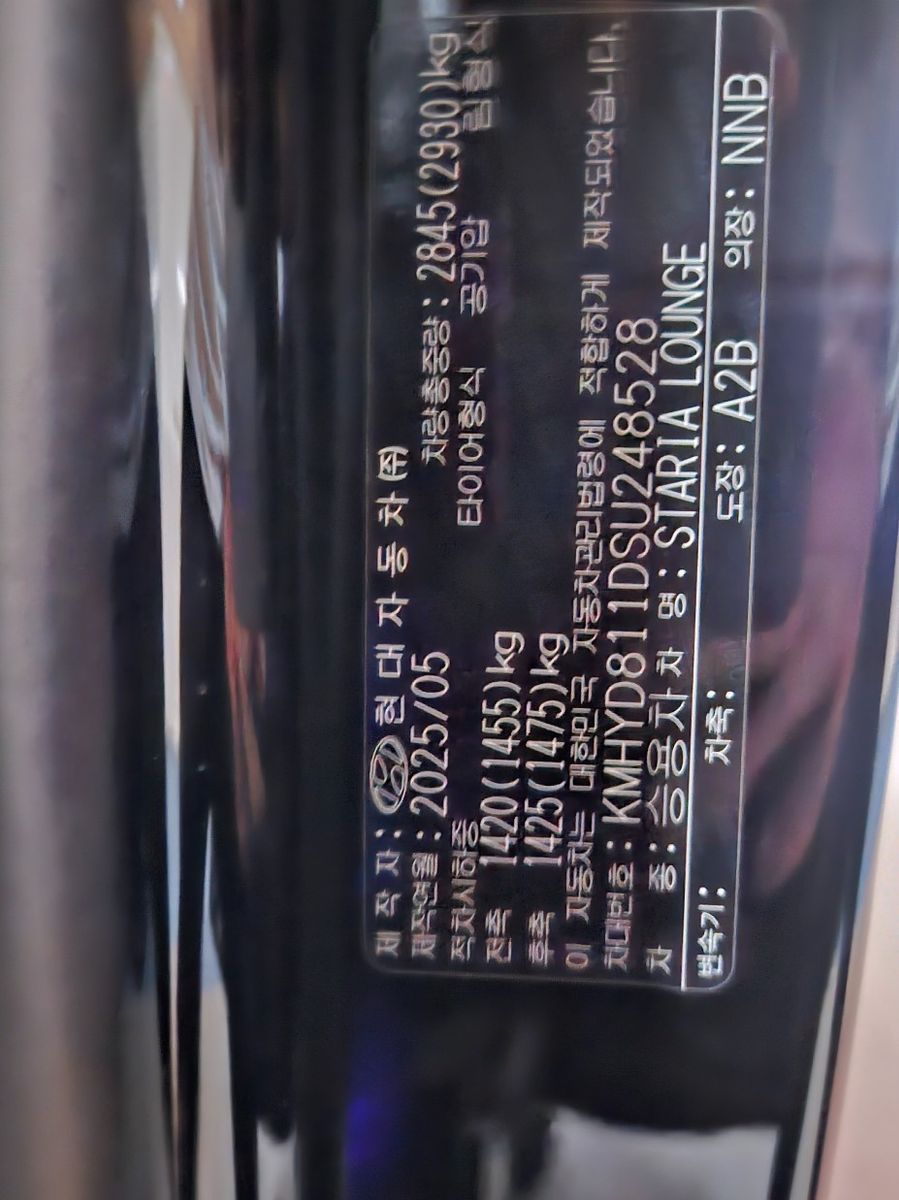 제 작 자 : 현 대 자 동 차 ㈜
제작연월 : 2025/05 차량총중량 : 2845(2930)kg
적차시하중 타이어형식 공기압 림 형식
전축 1420(1455)kg
후축 1425(1475)kg
이 자동차는 대한민국 자동차관리법령에 적합하게 제작되었습니다.
차대번호 : KMHYD811DSU248528
차 종 : 승용차 차 명 : STARIA LOUNGE
변속기 : 차축 : 도장 : A2B 의장 : NNB